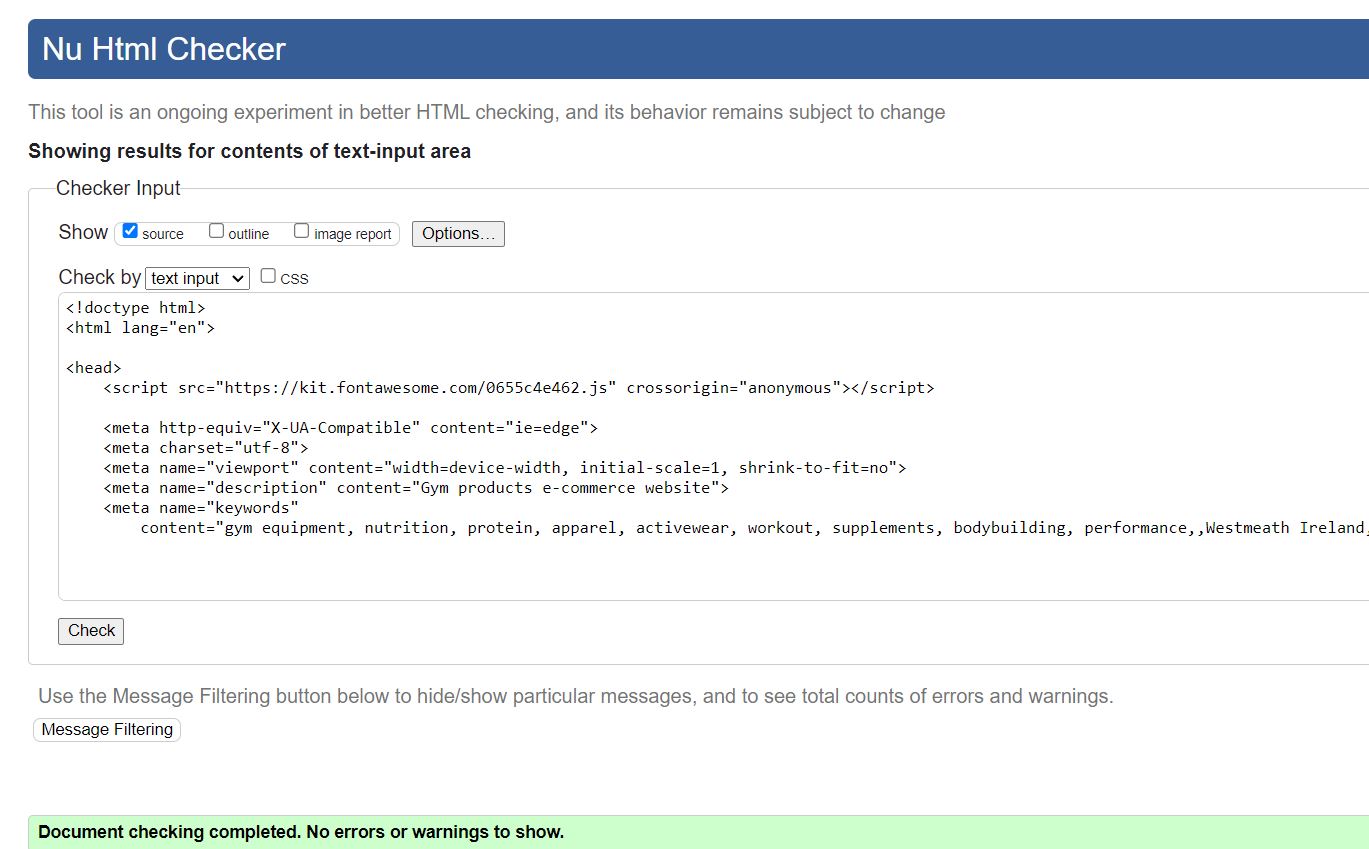 Nu Html Checker
This tool is an ongoing experiment in better HTML checking, and its behavior remains subject to change
Showing results for contents of text-input area
Checker Input
Show source outline image report Options...
Check by text input CSS
<!doctype html>
<html lang="en">
<head>
<script src="https://kit.fontawesome.com/0655c4e462.js" crossorigin="anonymous"></script>
<meta http-equiv="X-UA-Compatible" content="ie=edge">
<meta charset="utf-8">
<meta name="viewport" content="width=device-width, initial-scale=1, shrink-to-fit=no">
<meta name="description" content="Gym products e-commerce website">
<meta name="keywords"
content="gym equipment, nutrition, protein, apparel, activewear, workout, supplements, bodybuilding, performance,,Westmeath Ireland,
Check
Use the Message Filtering button below to hide/show particular messages, and to see total counts of errors and warnings.
Message Filtering
Document checking completed. No errors or warnings to show.